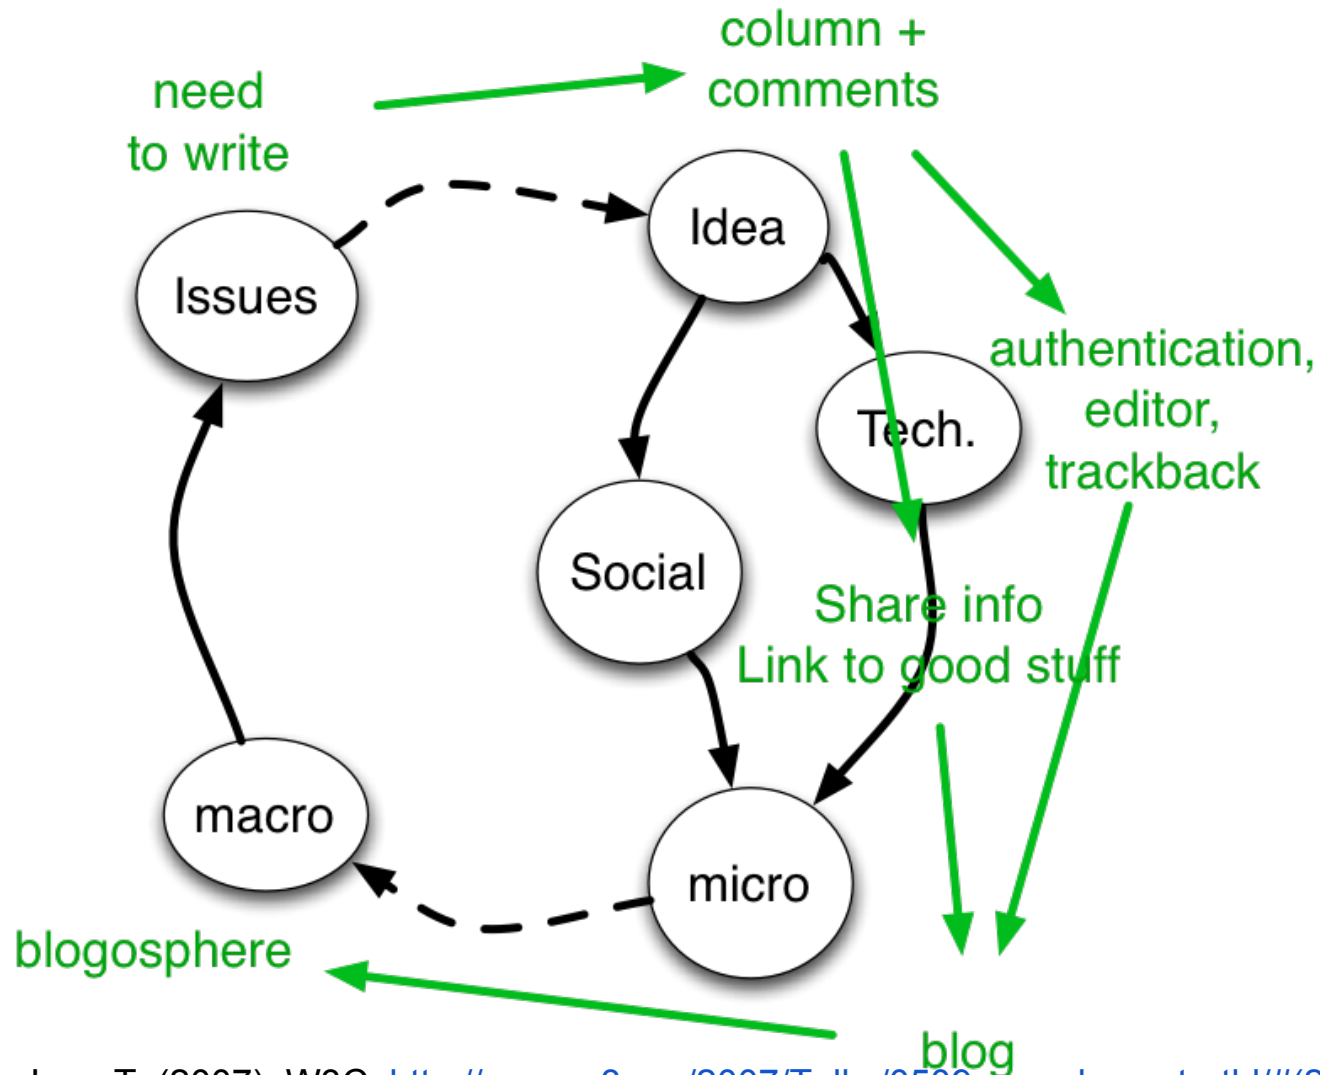 column +
comments
need
to write
Idea
Issues
authentication,
editor,
trackback
Tech.
Social
Share info
Link to good stuff
macro
micro
blogosphere
blog
(2007)